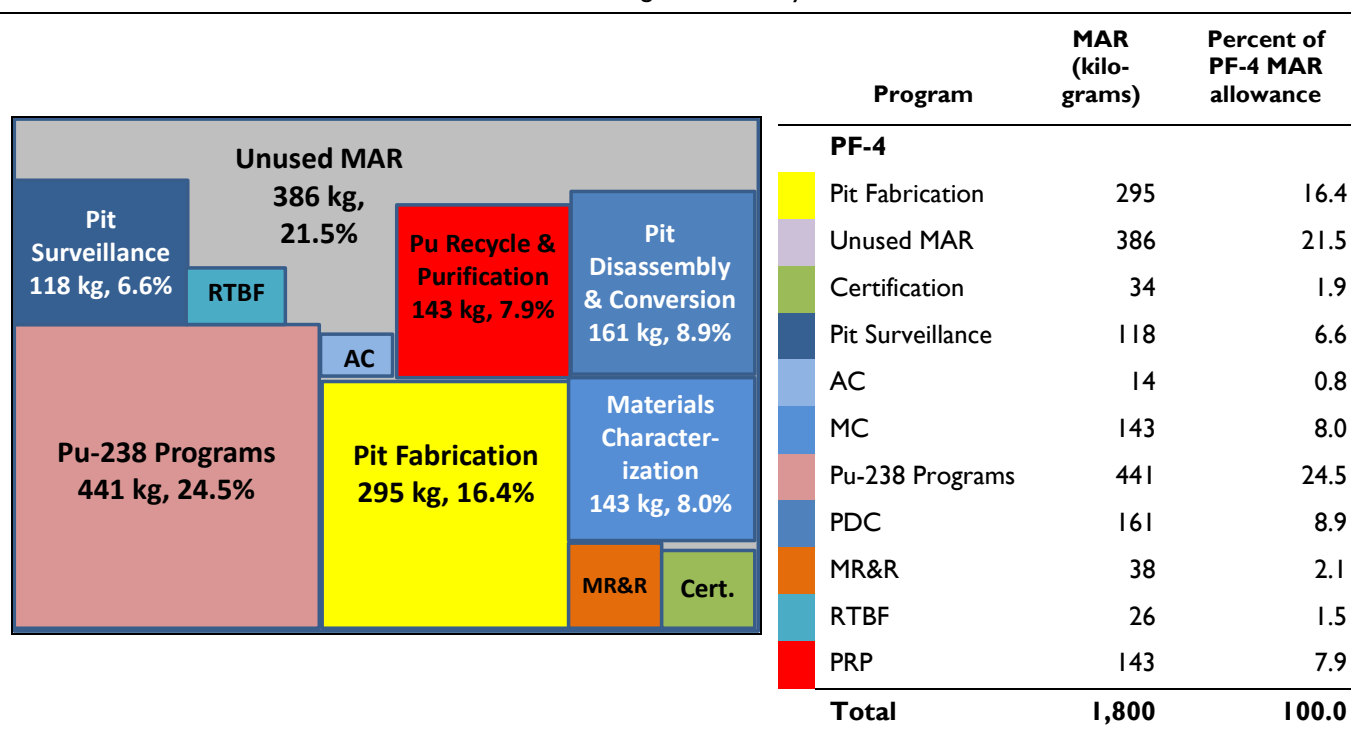 Unused MAR
386 kg,
21.5%
Pit
Surveillance
118 kg, 6.6%
RTBF
Pu Recycle &
Purification
143 kg, 7.9%
Pit
Disassembly
& Conversion
161 kg, 8.9%
AC
Pu-238 Programs
441 kg, 24.5%
Pit Fabrication
295 kg, 16.4%
Materials
Character-
ization
143 kg, 8.0%
MR&R
Cert.
Program MAR (kilo-grams) Percent of PF-4 MAR allowance
PF-4
Pit Fabrication 295 16.4
Unused MAR 386 21.5
Certification 34 1.9
Pit Surveillance 118 6.6
AC 14 0.8
MC 143 8.0
Pu-238 Programs 441 24.5
PDC 161 8.9
MR&R 38 2.1
RTBF 26 1.5
PRP 143 7.9
Total 1,800 100.0